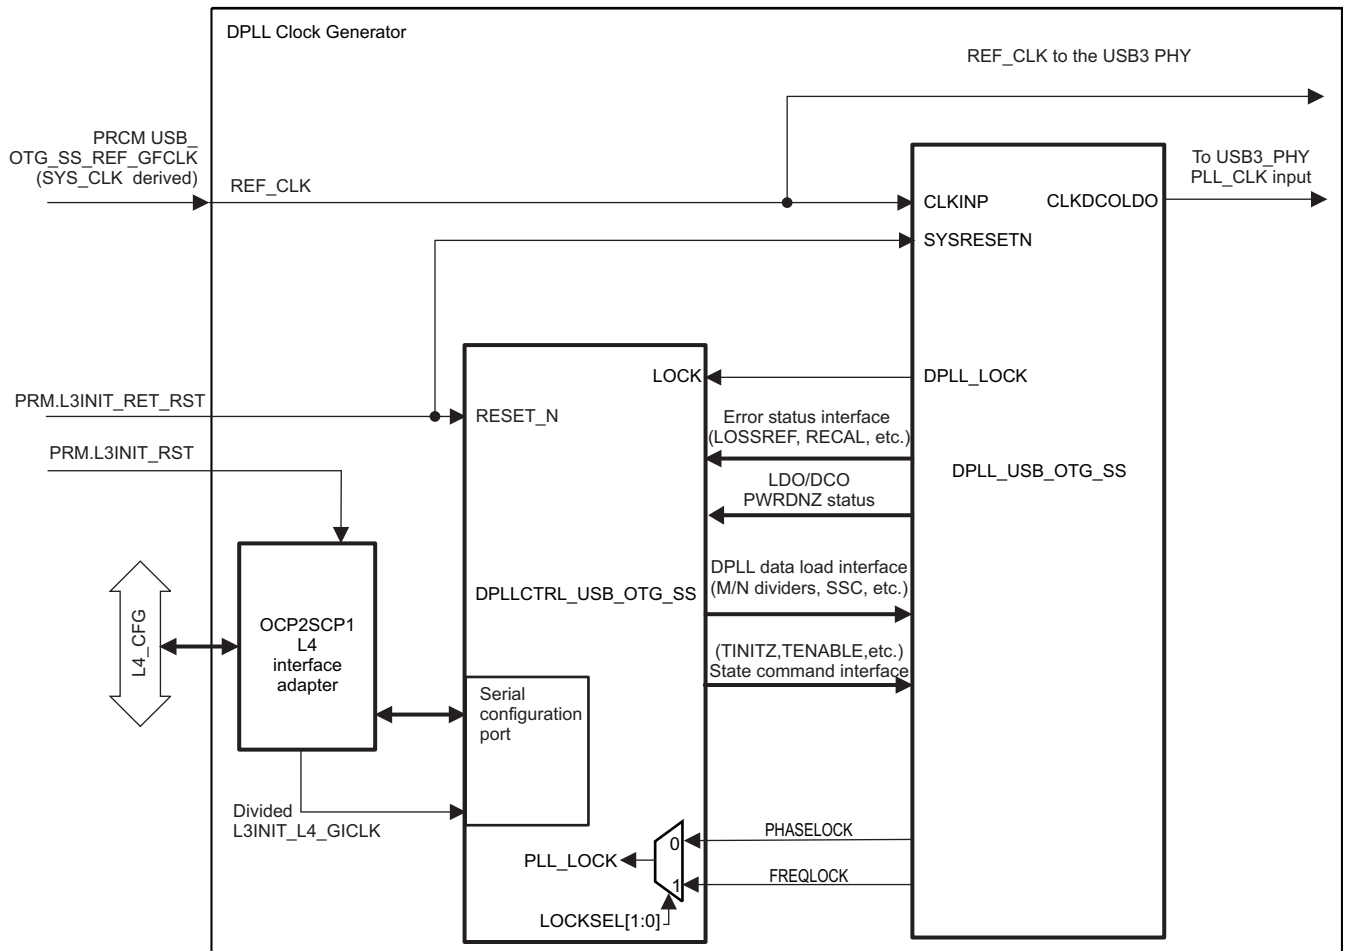 DPLL Clock Generator
REF_CLK to the USB3 PHY
PRCM USB_
OTG_SS_REF_GFCLK
(SYS_CLK derived)
REF_CLK
To USB3_PHY
PLL_CLK input
CLKINP
CLKDCOLDO
SYSRESETN
LOCK
DPLL_LOCK
PRM.L3INIT_RET_RST
RESET_N
Error status interface
(LOSSREF, RECAL, etc.)
PRM.L3INIT_RST
DPLL_USB_OTG_SS
LDO/DCO
PWRDNZ status
DPLL data load interface
(M/N dividers, SSC, etc.)
DPLLCTRL_USB_OTG_SS
L4_CFG
OCP2SCP1
L4
interface
adapter
(TINITZ,TENABLE,etc.)
State command interface
Serial
configuration
port
Divided
L3INIT_L4_GICLK
PHASELOCK
0
PLL_LOCK
FREQLOCK
1
LOCKSEL[1:0]